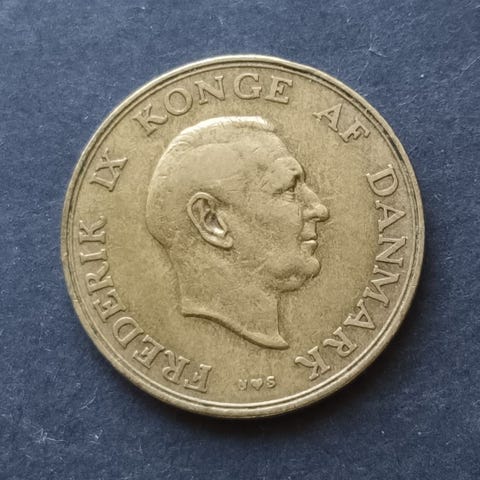 FREDERIK IX KONGE AF DANMARK
N♥S